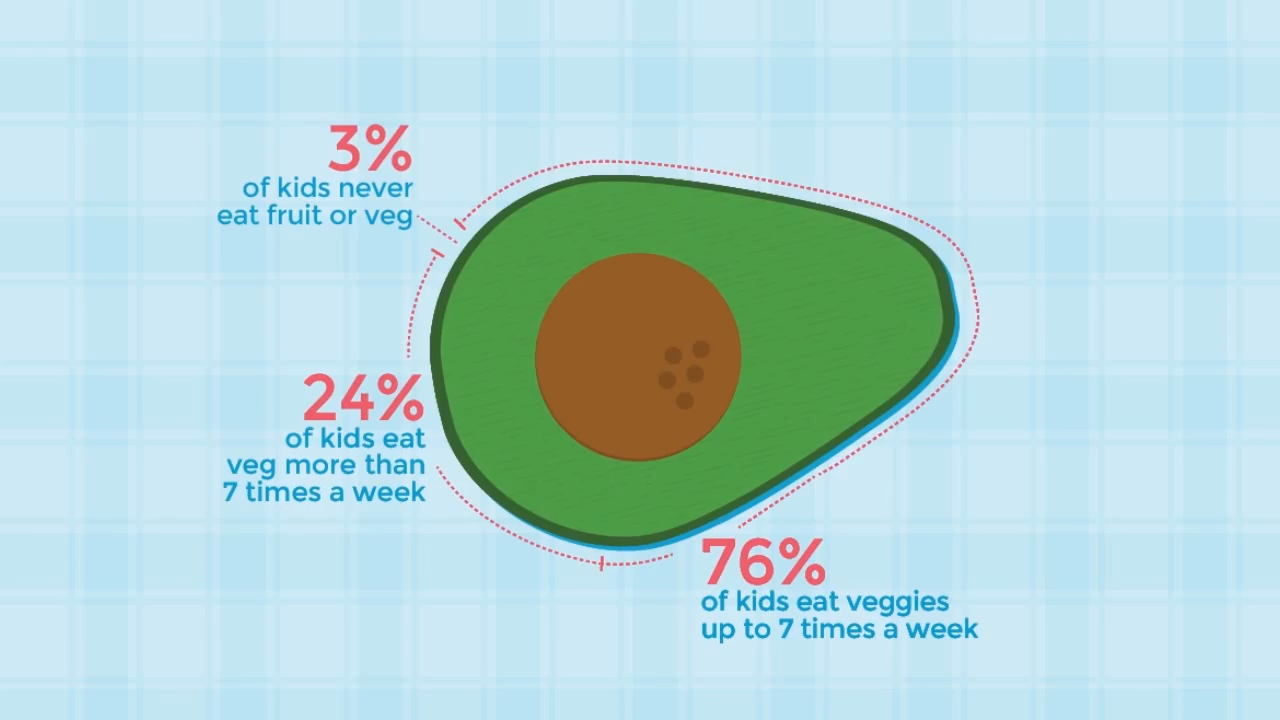 3%
of kids never
eat fruit or veg
24%
of kids eat
veg more than
7 times a week
76%
of kids eat veggies
up to 7 times a week